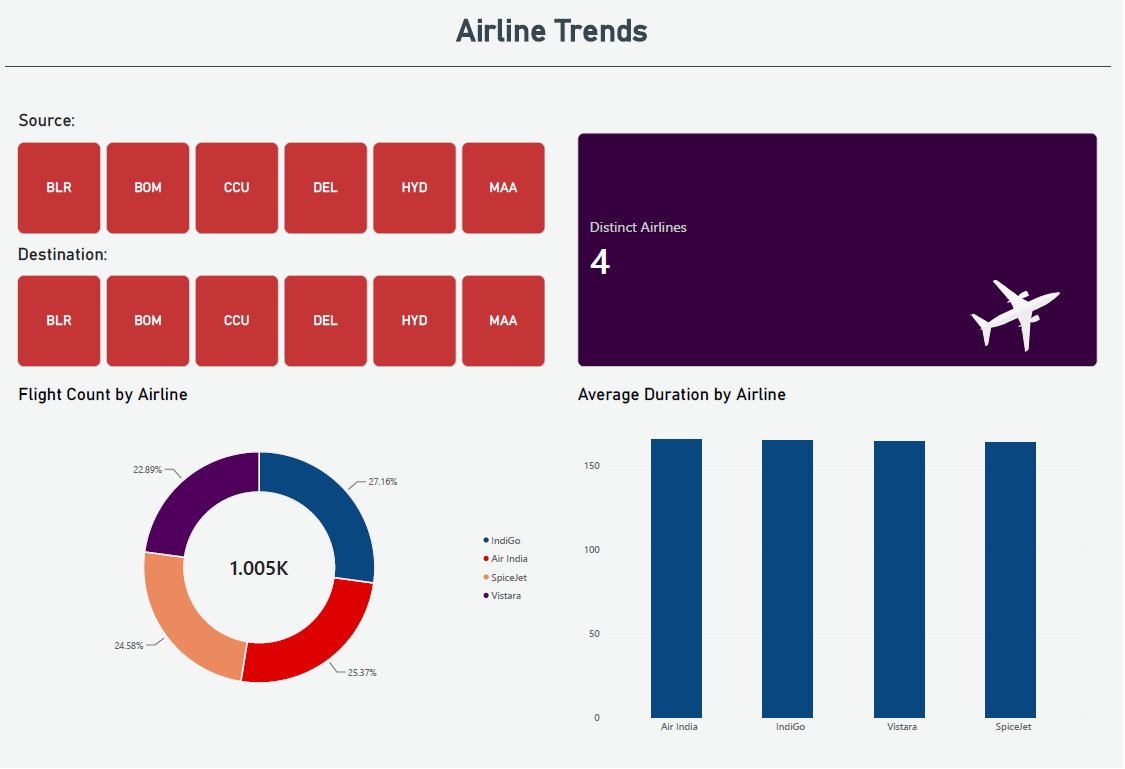 Airline Trends
Source:
BLR BOM CCU DEL HYD MAA
Destination:
BLR BOM CCU DEL HYD MAA
Distinct Airlines
4
Flight Count by Airline
22.89%
27.16%
1.005K
24.58%
25.37%
IndiGo
Air India
SpiceJet
Vistara
Average Duration by Airline
150
100
50
0
Air India IndiGo Vistara SpiceJet